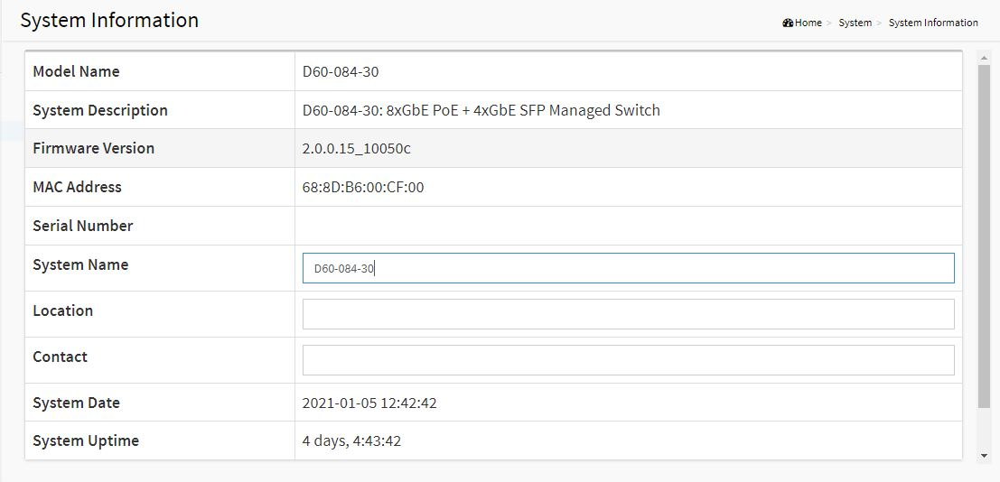 System Information
Home > System > System Information
Model Name D60-084-30
System Description D60-084-30: 8xGbE PoE + 4xGbE SFP Managed Switch
Firmware Version 2.0.0.15_10050c
MAC Address 68:8D:B6:00:CF:00
Serial Number
System Name D60-084-30
Location
Contact
System Date 2021-01-05 12:42:42
System Uptime 4 days, 4:43:42